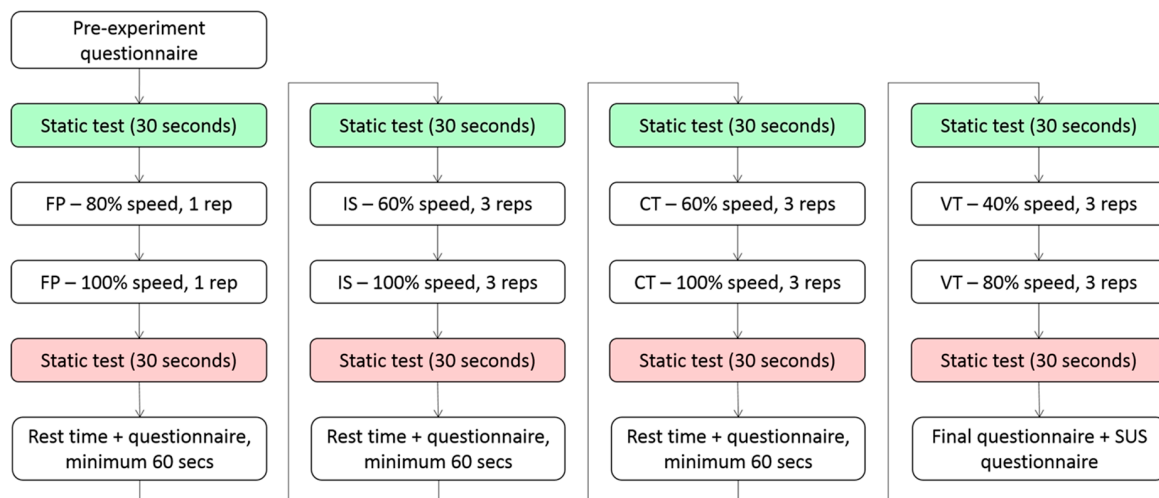 Pre-experiment
questionnaire
Static test (30 seconds)
FP – 80% speed, 1 rep
FP – 100% speed, 1 rep
Static test (30 seconds)
Rest time + questionnaire,
minimum 60 secs
Static test (30 seconds)
IS – 60% speed, 3 reps
IS – 100% speed, 3 reps
Static test (30 seconds)
Rest time + questionnaire,
minimum 60 secs
Static test (30 seconds)
CT – 60% speed, 3 reps
CT – 100% speed, 3 reps
Static test (30 seconds)
Rest time + questionnaire,
minimum 60 secs
Static test (30 seconds)
VT – 40% speed, 3 reps
VT – 80% speed, 3 reps
Static test (30 seconds)
Final questionnaire + SUS
questionnaire